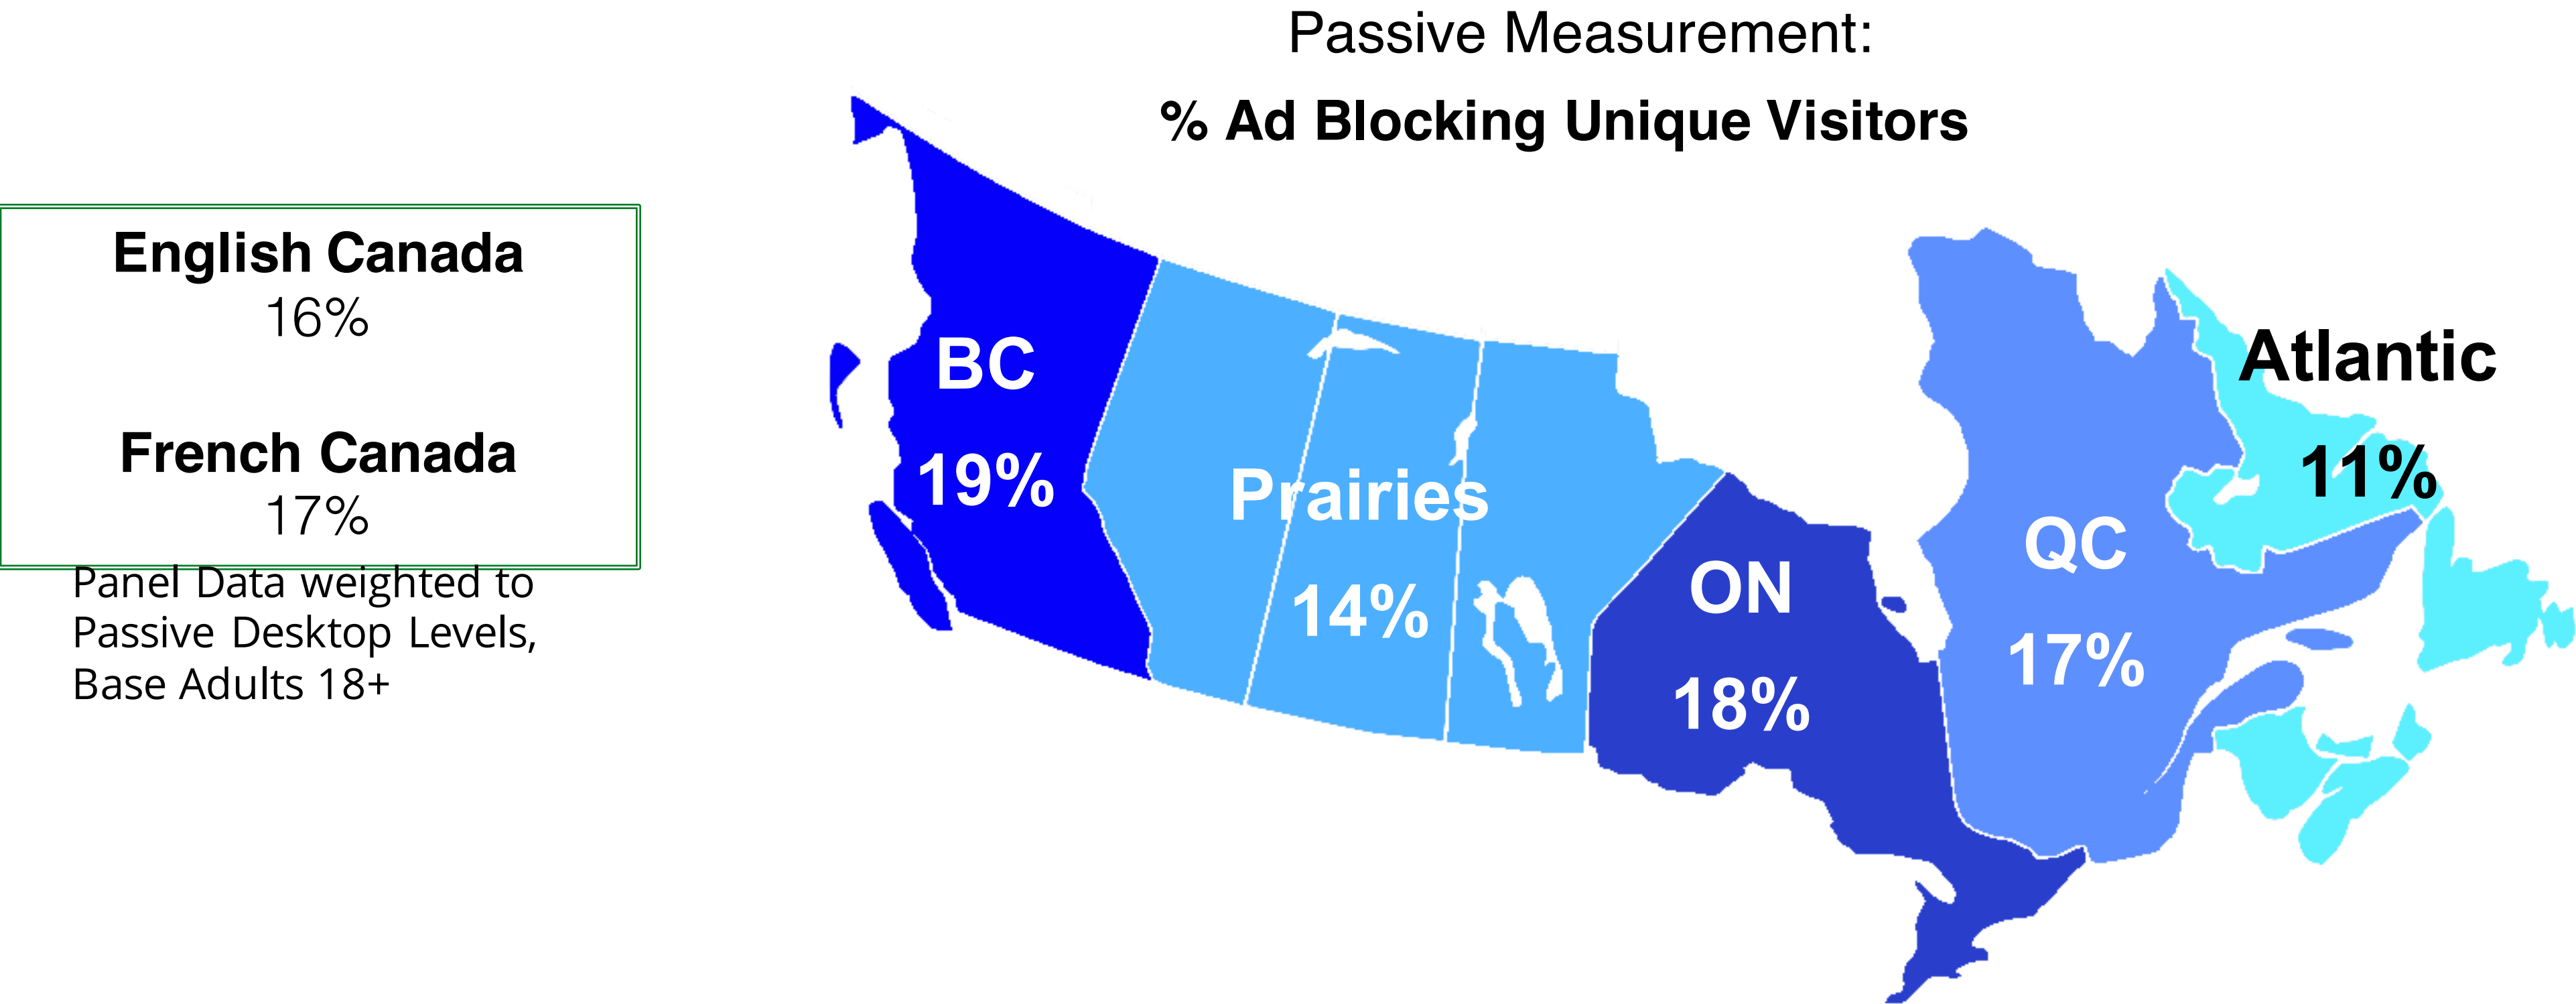 Passive Measurement:
% Ad Blocking Unique Visitors
English Canada
16%
French Canada
17%
Panel Data weighted to
Passive Desktop Levels,
Base Adults 18+
BC
19%
Prairies
14%
ON
18%
QC
17%
Atlantic
11%